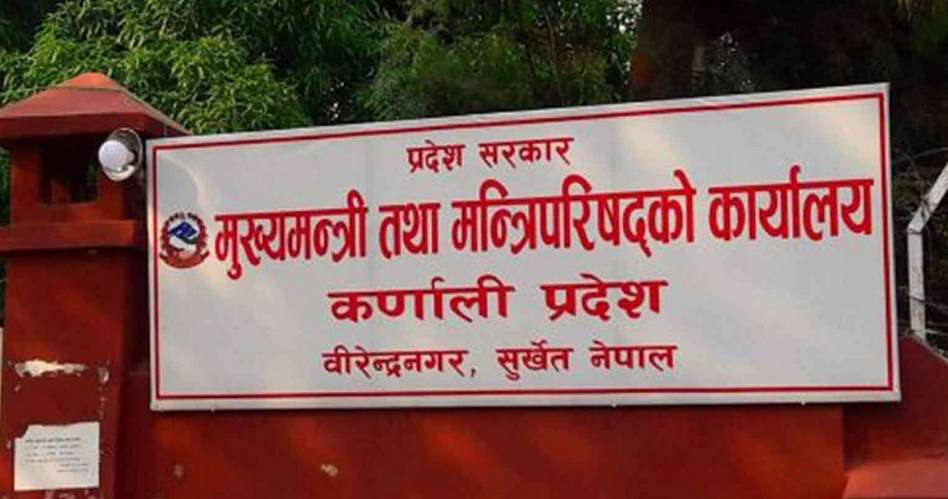 प्रदेश सरकार
मुख्यमन्त्री तथा मन्त्रिपरिषद्को कार्यालय
कर्णाली प्रदेश
वीरेन्द्रनगर, सुर्खेत नेपाल